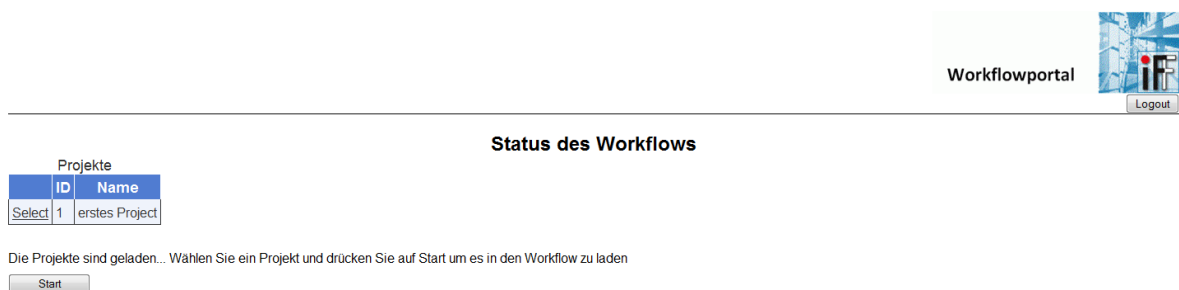 Workflowportal
iFF
Logout
Status des Workflows
Projekte
ID Name
Select 1 erstes Project
Die Projekte sind geladen... Wählen Sie ein Projekt und drücken Sie auf Start um es in den Workflow zu laden
Start